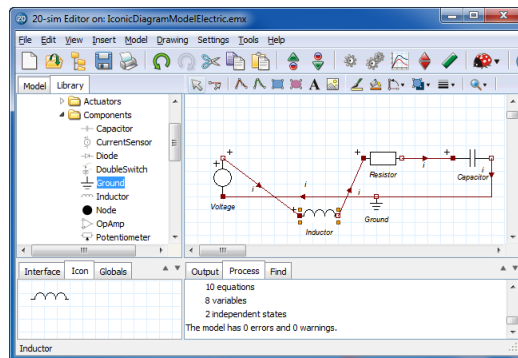 20-sim Editor on: IconicDiagramModelElectric.emx
File Edit View Insert Model Drawing Settings Tools Help
A
Model Library
Actuators
Components
Capacitor
CurrentSensor
Diode
DoubleSwitch
Ground
Inductor
Node
OpAmp
Potentiometer
Voltage
Inductor
Ground
Resistor
Capacitor
i
i
i
i
i
Interface Icon Globals
Output Process Find
10 equations
8 variables
2 independent states
The model has 0 errors and 0 warnings.
Inductor